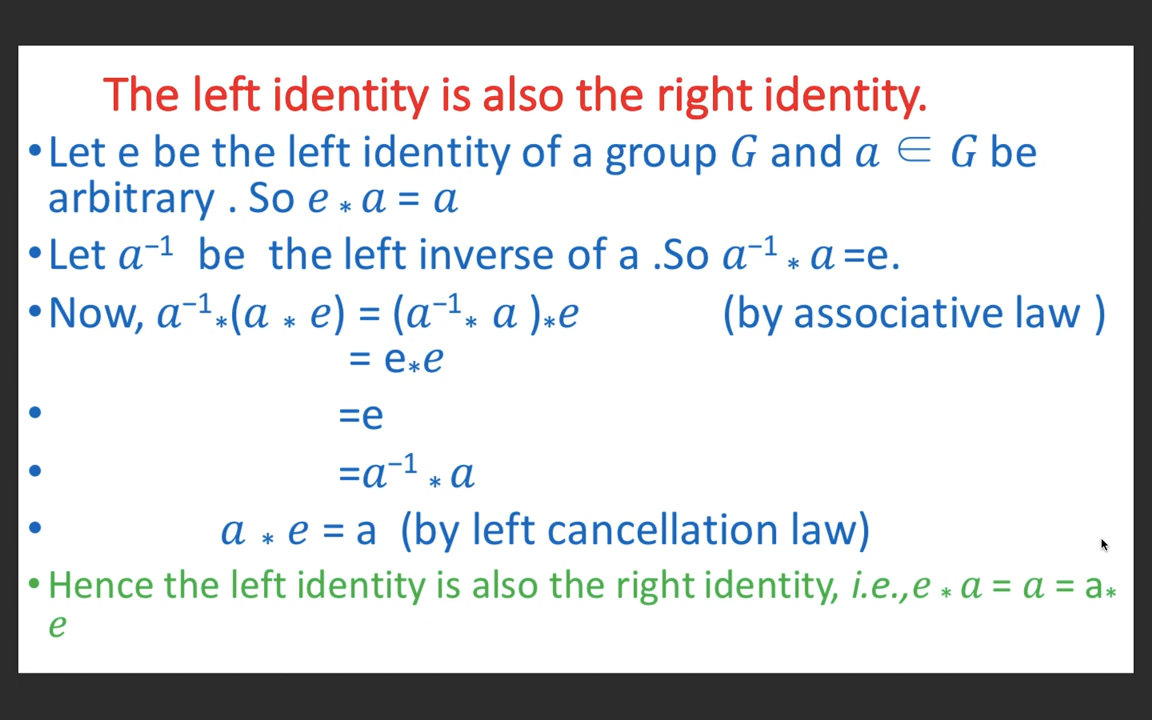 The left identity is also the right identity.
•Let e be the left identity of a group G and a ∈ G be
arbitrary . So e * a = a
•Let a⁻¹ be the left inverse of a .So a⁻¹ * a =e.
•Now, a⁻¹*(a * e) = (a⁻¹* a )*e (by associative law )
= e*e
• =e
• =a⁻¹ * a
• a * e = a (by left cancellation law)
•Hence the left identity is also the right identity, i.e.,e * a = a = a*
e